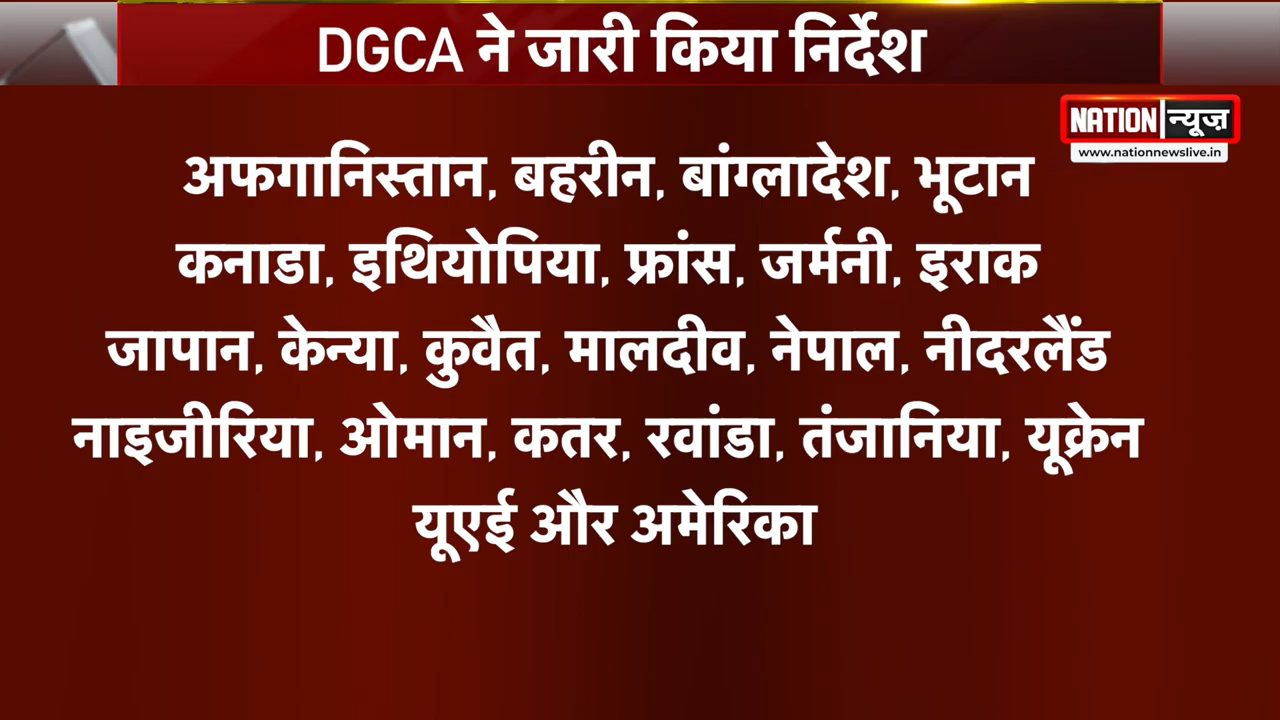 DGCA ने जारी किया निर्देश
NATION न्यूज़
www.nationnewslive.in
अफगानिस्तान, बहरीन, बांग्लादेश, भूटान
कनाडा, इथियोपिया, फ्रांस, जर्मनी, इराक
जापान, केन्या, कुवैत, मालदीव, नेपाल, नीदरलैंड
नाइजीरिया, ओमान, कतर, रवांडा, तंजानिया, यूक्रेन
यूएई और अमेरिका